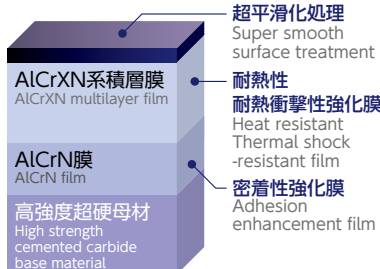 超平滑化処理
Super smooth
surface treatment
AlCrXN系積層膜
AlCrXN multilayer film
耐熱性
耐熱衝撃性強化膜
Heat resistant
Thermal shock
-resistant film
AlCrN膜
AlCrN film
密着性強化膜
Adhesion
enhancement film
高強度超硬母材
High strength
cemented carbide
base material